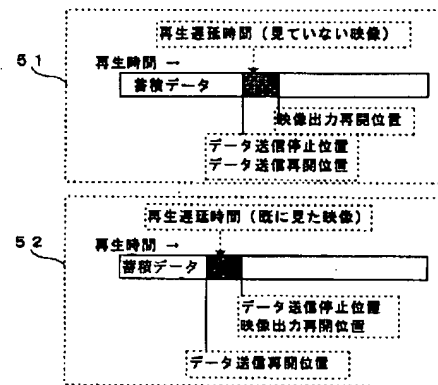 再生遅延時間(見ていない映像)
51
再生時間 →
蓄積データ
映像出力再開位置
データ送信停止位置
データ送信再開位置
再生遅延時間(既に見た映像)
52
再生時間 →
蓄積データ
データ送信停止位置
映像出力再開位置
データ送信再開位置